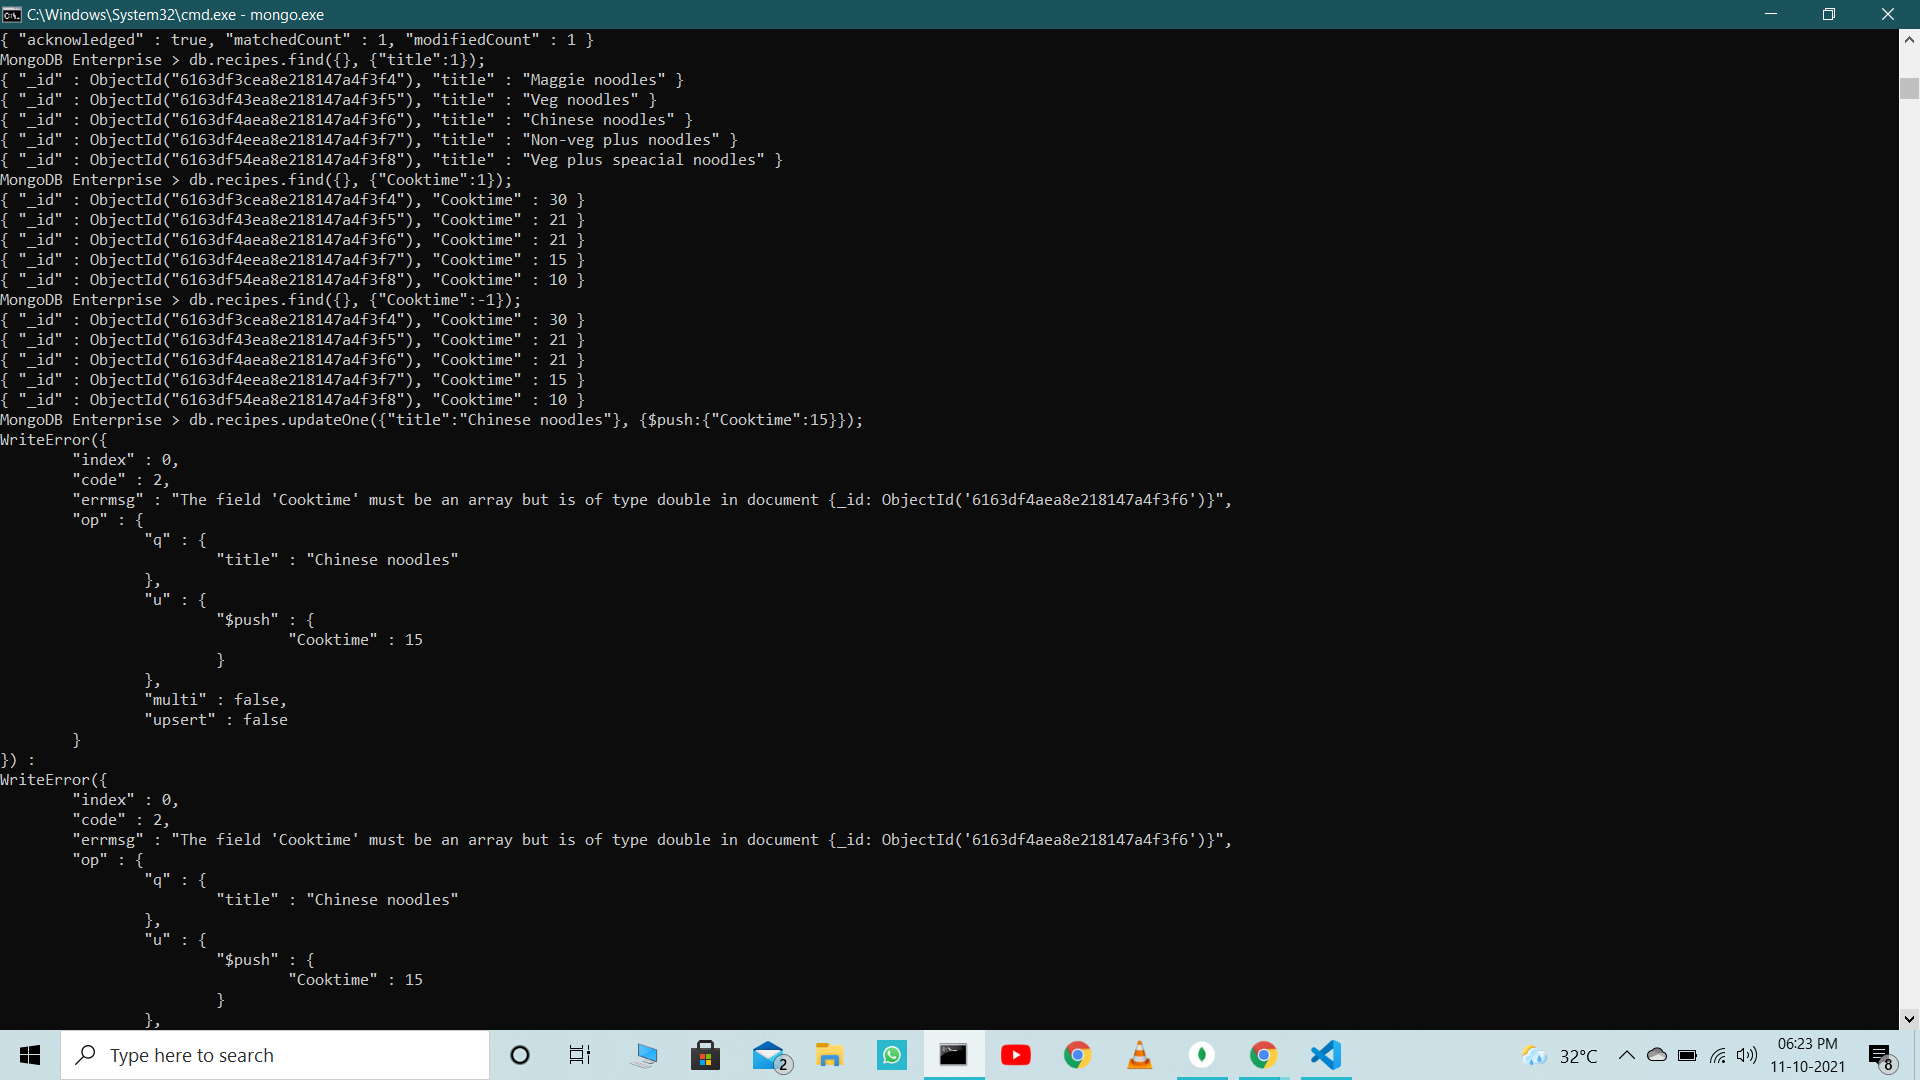 C:\Windows\System32\cmd.exe - mongo.exe
{ "acknowledged" : true, "matchedCount" : 1, "modifiedCount" : 1 }
MongoDB Enterprise > db.recipes.find({}, {"title":1});
{ "_id" : ObjectId("6163df3cea8e218147a4f3f4"), "title" : "Maggie noodles" }
{ "_id" : ObjectId("6163df43ea8e218147a4f3f5"), "title" : "Veg noodles" }
{ "_id" : ObjectId("6163df4aea8e218147a4f3f6"), "title" : "Chinese noodles" }
{ "_id" : ObjectId("6163df4eea8e218147a4f3f7"), "title" : "Non-veg plus noodles" }
{ "_id" : ObjectId("6163df54ea8e218147a4f3f8"), "title" : "Veg plus speacial noodles" }
MongoDB Enterprise > db.recipes.find({}, {"Cooktime":1});
{ "_id" : ObjectId("6163df3cea8e218147a4f3f4"), "Cooktime" : 30 }
{ "_id" : ObjectId("6163df43ea8e218147a4f3f5"), "Cooktime" : 21 }
{ "_id" : ObjectId("6163df4aea8e218147a4f3f6"), "Cooktime" : 21 }
{ "_id" : ObjectId("6163df4eea8e218147a4f3f7"), "Cooktime" : 15 }
{ "_id" : ObjectId("6163df54ea8e218147a4f3f8"), "Cooktime" : 10 }
MongoDB Enterprise > db.recipes.find({}, {"Cooktime":-1});
{ "_id" : ObjectId("6163df3cea8e218147a4f3f4"), "Cooktime" : 30 }
{ "_id" : ObjectId("6163df43ea8e218147a4f3f5"), "Cooktime" : 21 }
{ "_id" : ObjectId("6163df4aea8e218147a4f3f6"), "Cooktime" : 21 }
{ "_id" : ObjectId("6163df4eea8e218147a4f3f7"), "Cooktime" : 15 }
{ "_id" : ObjectId("6163df54ea8e218147a4f3f8"), "Cooktime" : 10 }
MongoDB Enterprise > db.recipes.updateOne({"title":"Chinese noodles"}, {$push:{"Cooktime":15}});
WriteError({
"index" : 0,
"code" : 2,
"errmsg" : "The field 'Cooktime' must be an array but is of type double in document {_id: ObjectId('6163df4aea8e218147a4f3f6')}",
"op" : {
"q" : {
"title" : "Chinese noodles"
},
"u" : {
"$push" : {
"Cooktime" : 15
}
},
"multi" : false,
"upsert" : false
}
}) :
WriteError({
"index" : 0,
"code" : 2,
"errmsg" : "The field 'Cooktime' must be an array but is of type double in document {_id: ObjectId('6163df4aea8e218147a4f3f6')}",
"op" : {
"q" : {
"title" : "Chinese noodles"
},
"u" : {
"$push" : {
"Cooktime" : 15
}
},
Type here to search
2
32°C
06:23 PM
11-10-2021
8